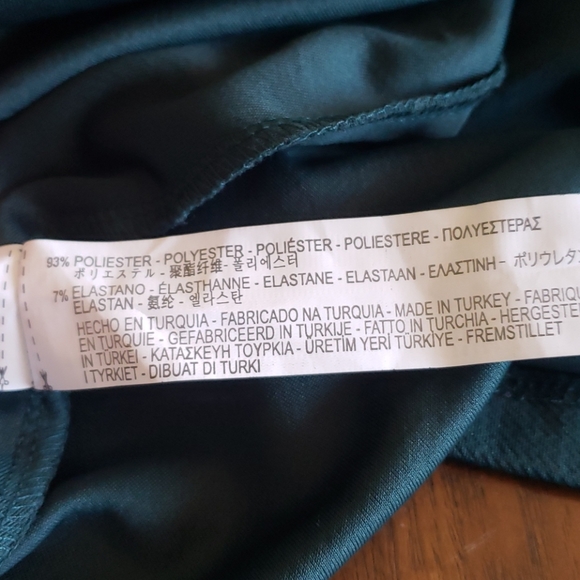 93% POLIESTER - POLYESTER - POLIÉSTER - POLIESTERE - ΠΟΛΥΕΣΤΕΡΑΣ
ポリエステル - 聚酯纤维 - 폴리에스터
7% ELASTANO - ÉLASTHANNE - ELASTANE - ELASTAAN - ΕΛΑΣΤΙΝΗ - ポリウレタン
ELASTAN - 氨纶 - 엘라스탄
HECHO EN TURQUIA - FABRICADO NA TURQUIA - MADE IN TURKEY - FABRIQU
EN TURQUIE - GEFABRICEERD IN TURKIJE - FATTO IN TURCHIA - HERGESTE
IN TÜRKEI - ΚΑΤΑΣΚΕΥΗ ΤΟΥΡΚΙΑ - ÜRETİM YERİ TÜRKİYE - FREMSTILLET
I TYRKIET - DIBUAT DI TURKI